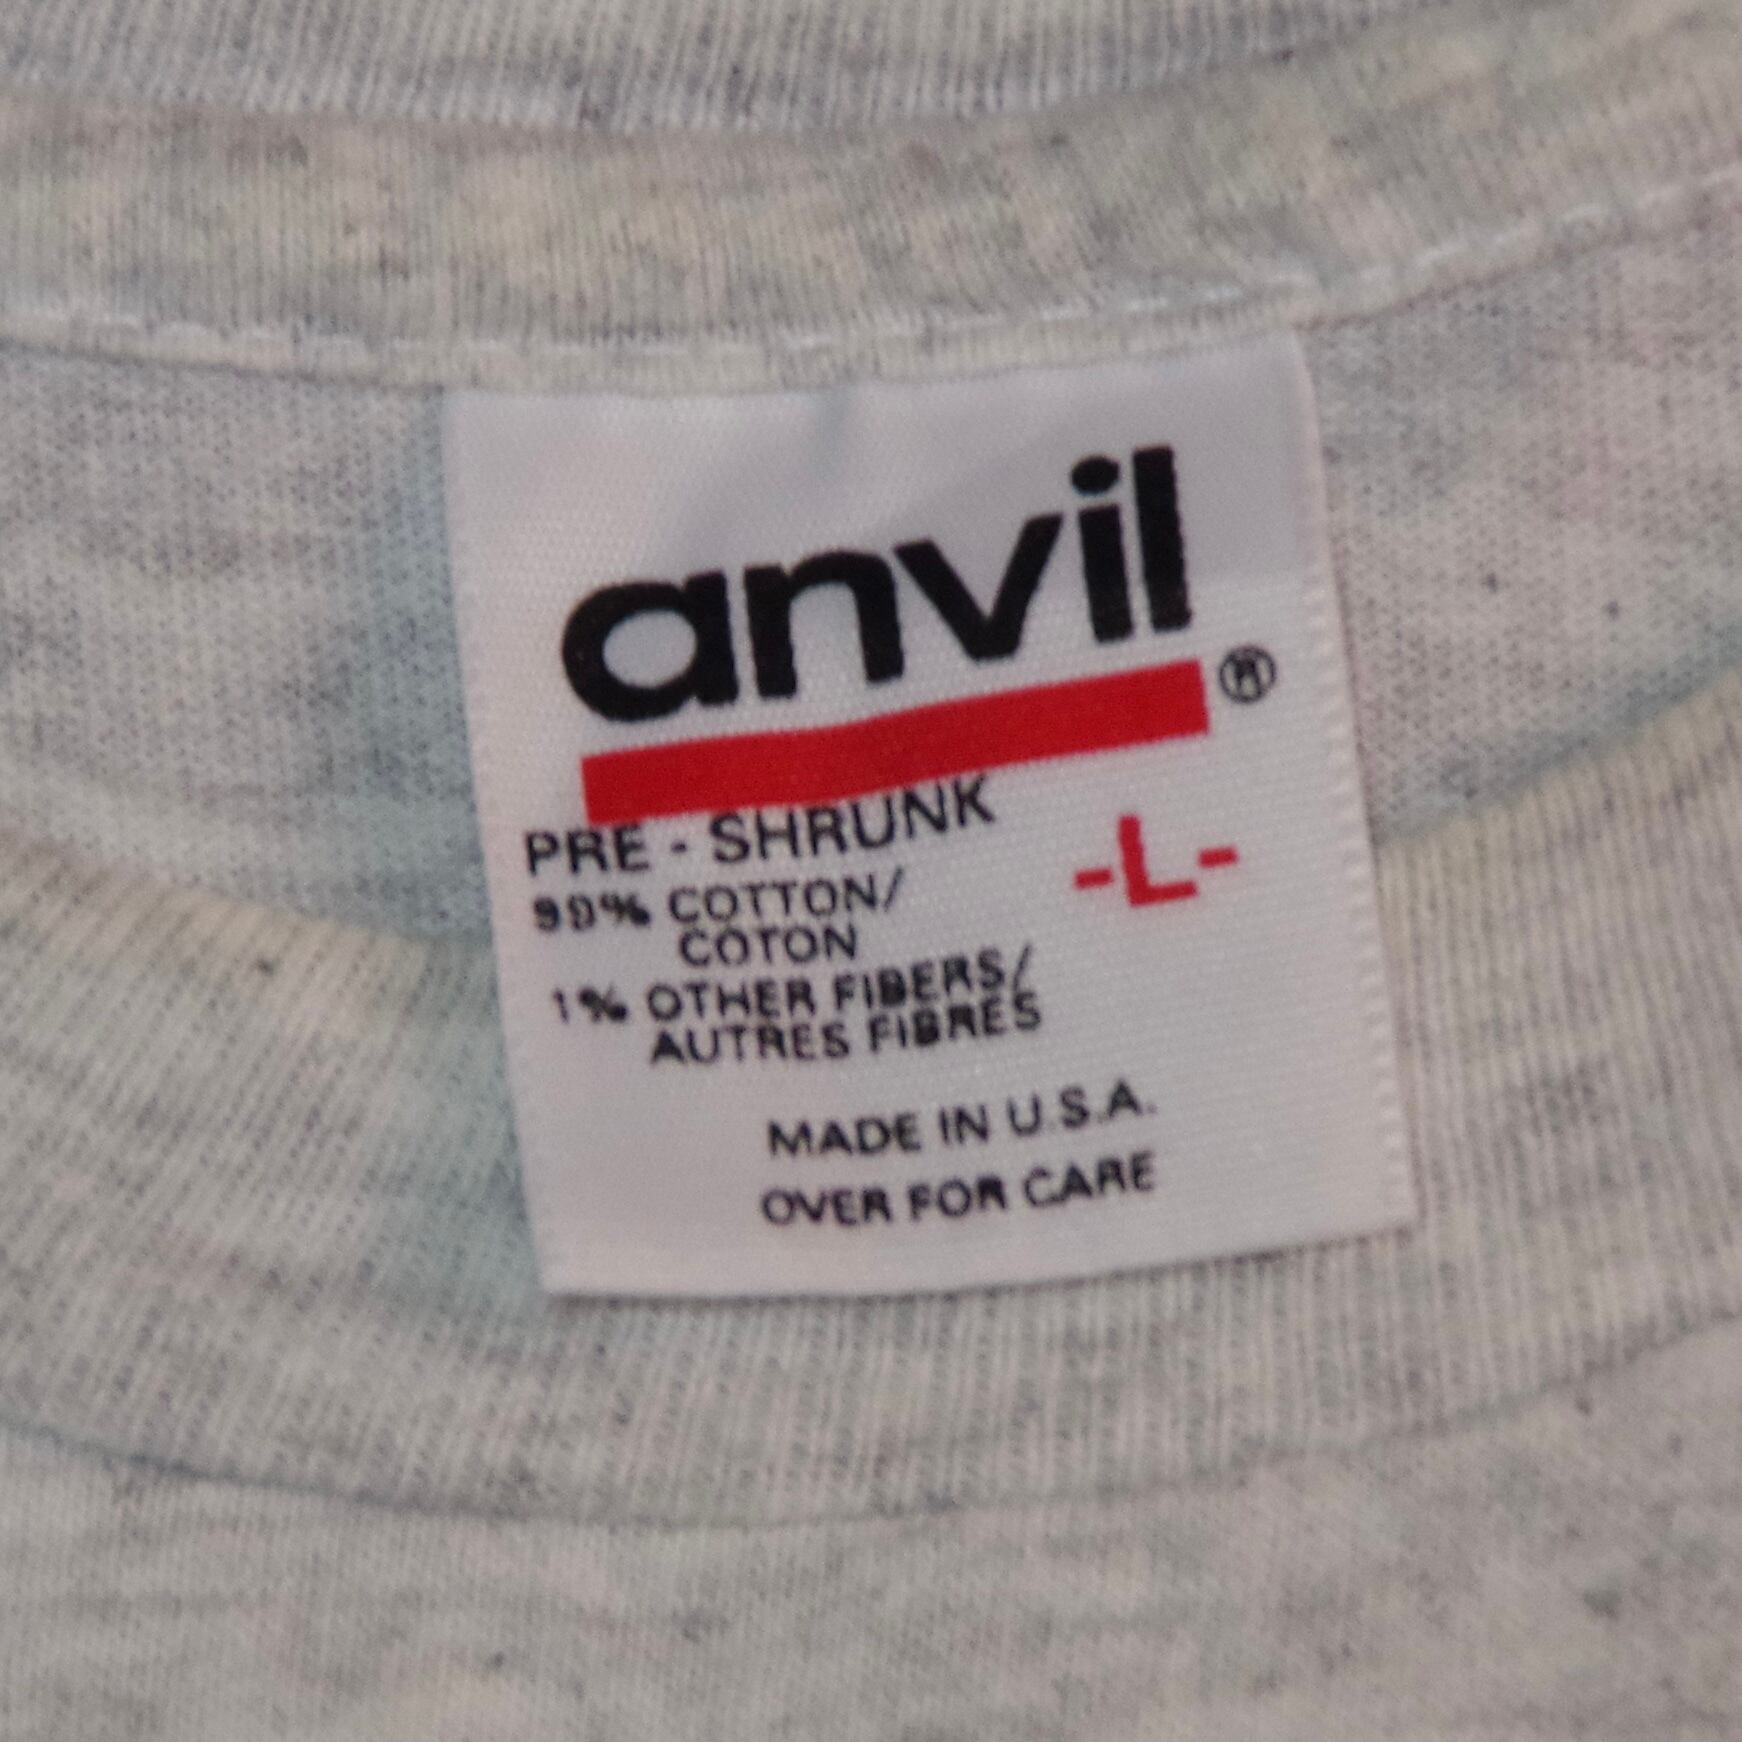 anvil®
PRE - SHRUNK
-L-
99% COTTON/
COTON
1% OTHER FIBERS/
AUTRES FIBRES
MADE IN U.S.A.
OVER FOR CARE